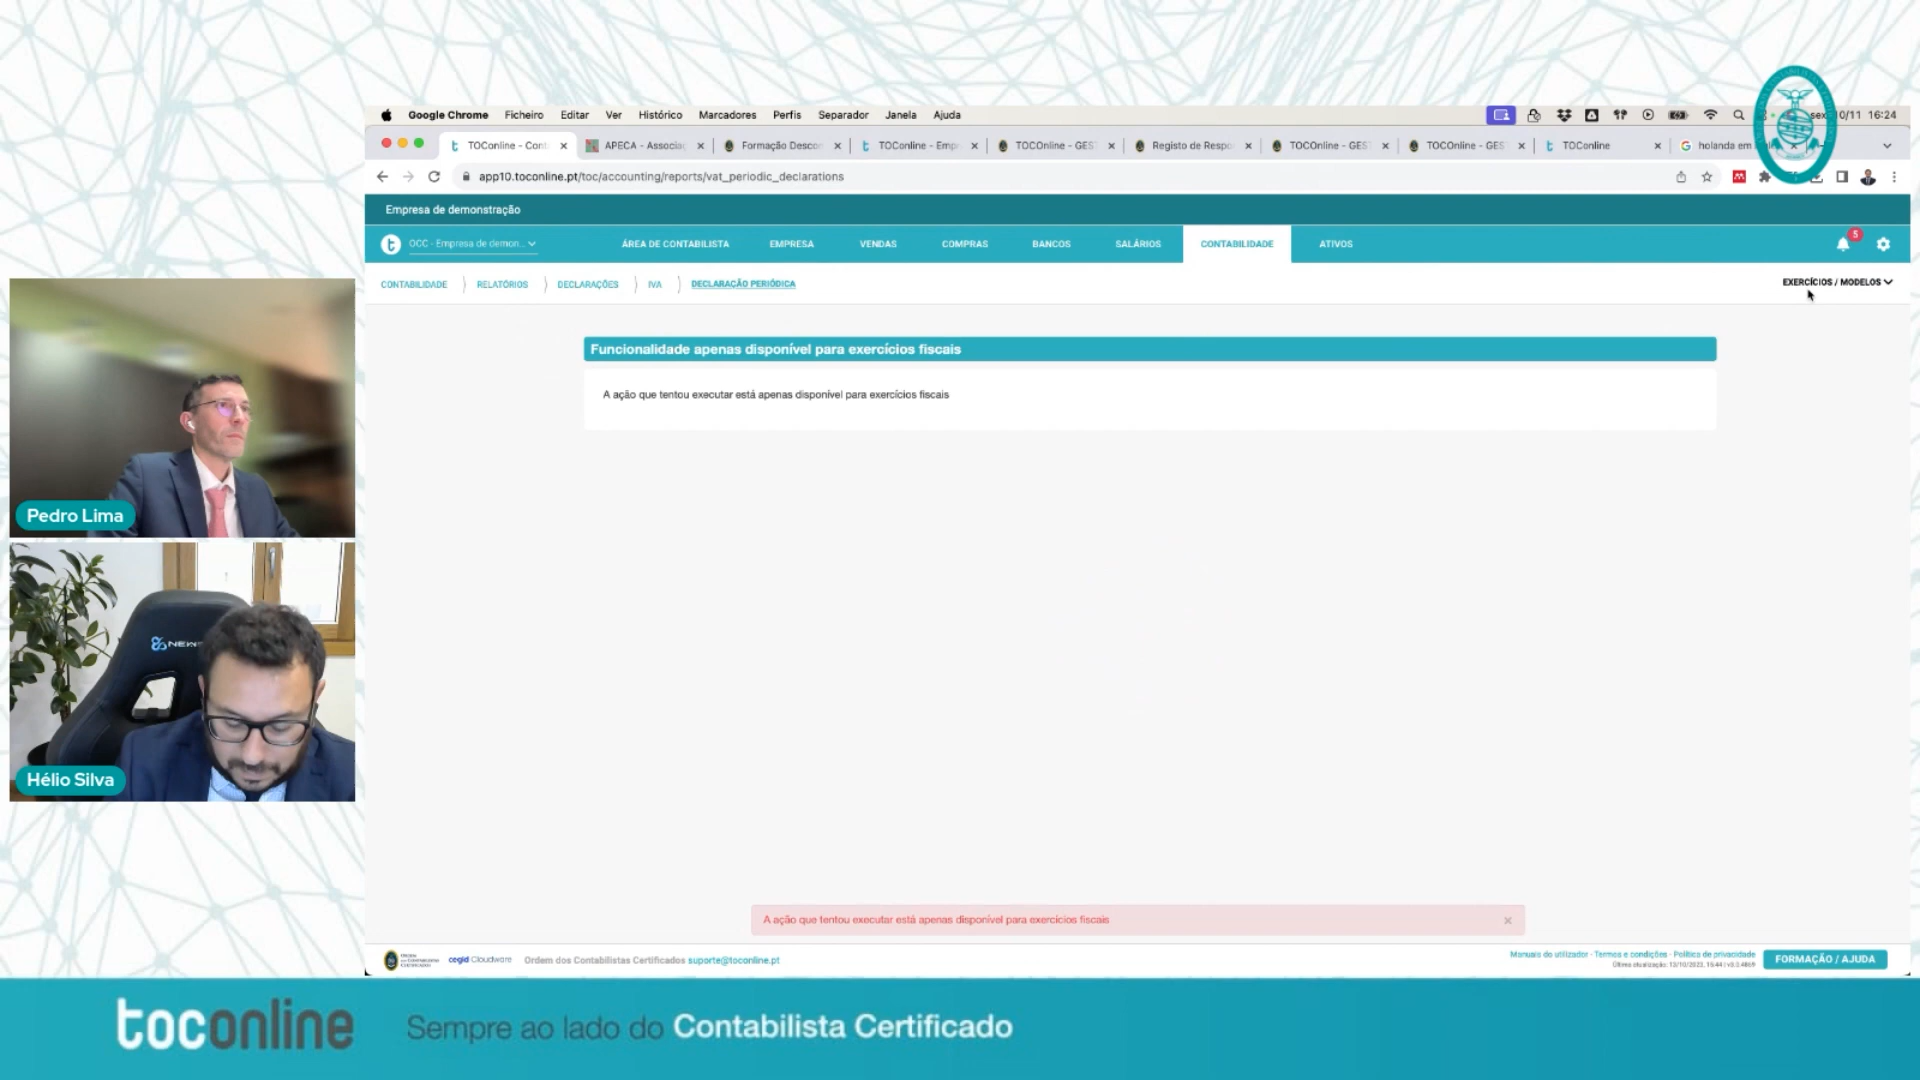 Google Chrome Ficheiro Editar Ver Histórico Marcadores Perfis Separador Janela Ajuda
16:24
TOConline - Cont
APECA - Associaç
Formação Descon
TOConline - Emp
TOConline - GES
Registo de Respo
TOConline - GES
TOConline - GES
TOConline
holanda em
app10.toconline.pt/toc/accounting/reports/vat_periodic_declarations
Empresa de demonstração
OCC - Empresa de demon...
ÁREA DE CONTABILISTA EMPRESA VENDAS COMPRAS BANCOS SALÁRIOS CONTABILIDADE ATIVOS
5
CONTABILIDADE RELATÓRIOS DECLARAÇÕES IVA DECLARAÇÃO PERIÓDICA
EXERCÍCIOS / MODELOS
Funcionalidade apenas disponível para exercícios fiscais
A ação que tentou executar está apenas disponível para exercícios fiscais
Pedro Lima
NEW
Hélio Silva
A ação que tentou executar está apenas disponível para exercícios fiscais
cegid Cloudware
Ordem dos Contabilistas Certificados suporte@toconline.pt
Manuais do utilizador - Termos e condições - Política de privacidade
FORMAÇÃO / AJUDA
toconline
Sempre ao lado do Contabilista Certificado